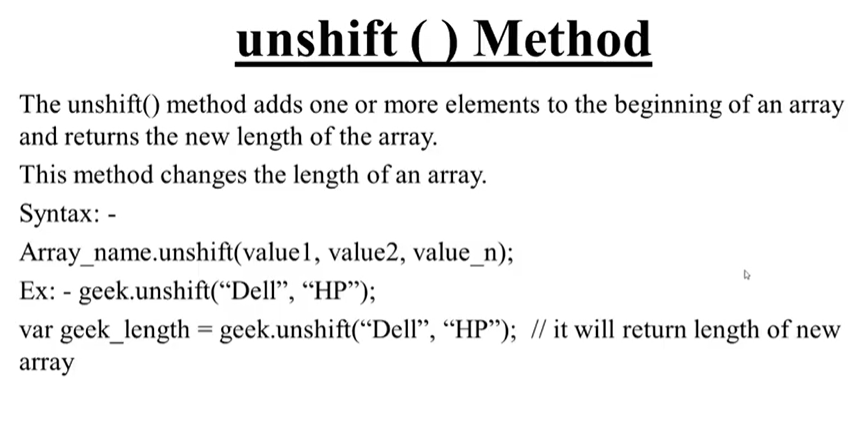 unshift ( ) Method
The unshift() method adds one or more elements to the beginning of an array
and returns the new length of the array.
This method changes the length of an array.
Syntax: -
Array_name.unshift(value1, value2, value_n);
Ex: - geek.unshift(“Dell”, “HP”);
var geek_length = geek.unshift(“Dell”, “HP”);  // it will return length of new
array